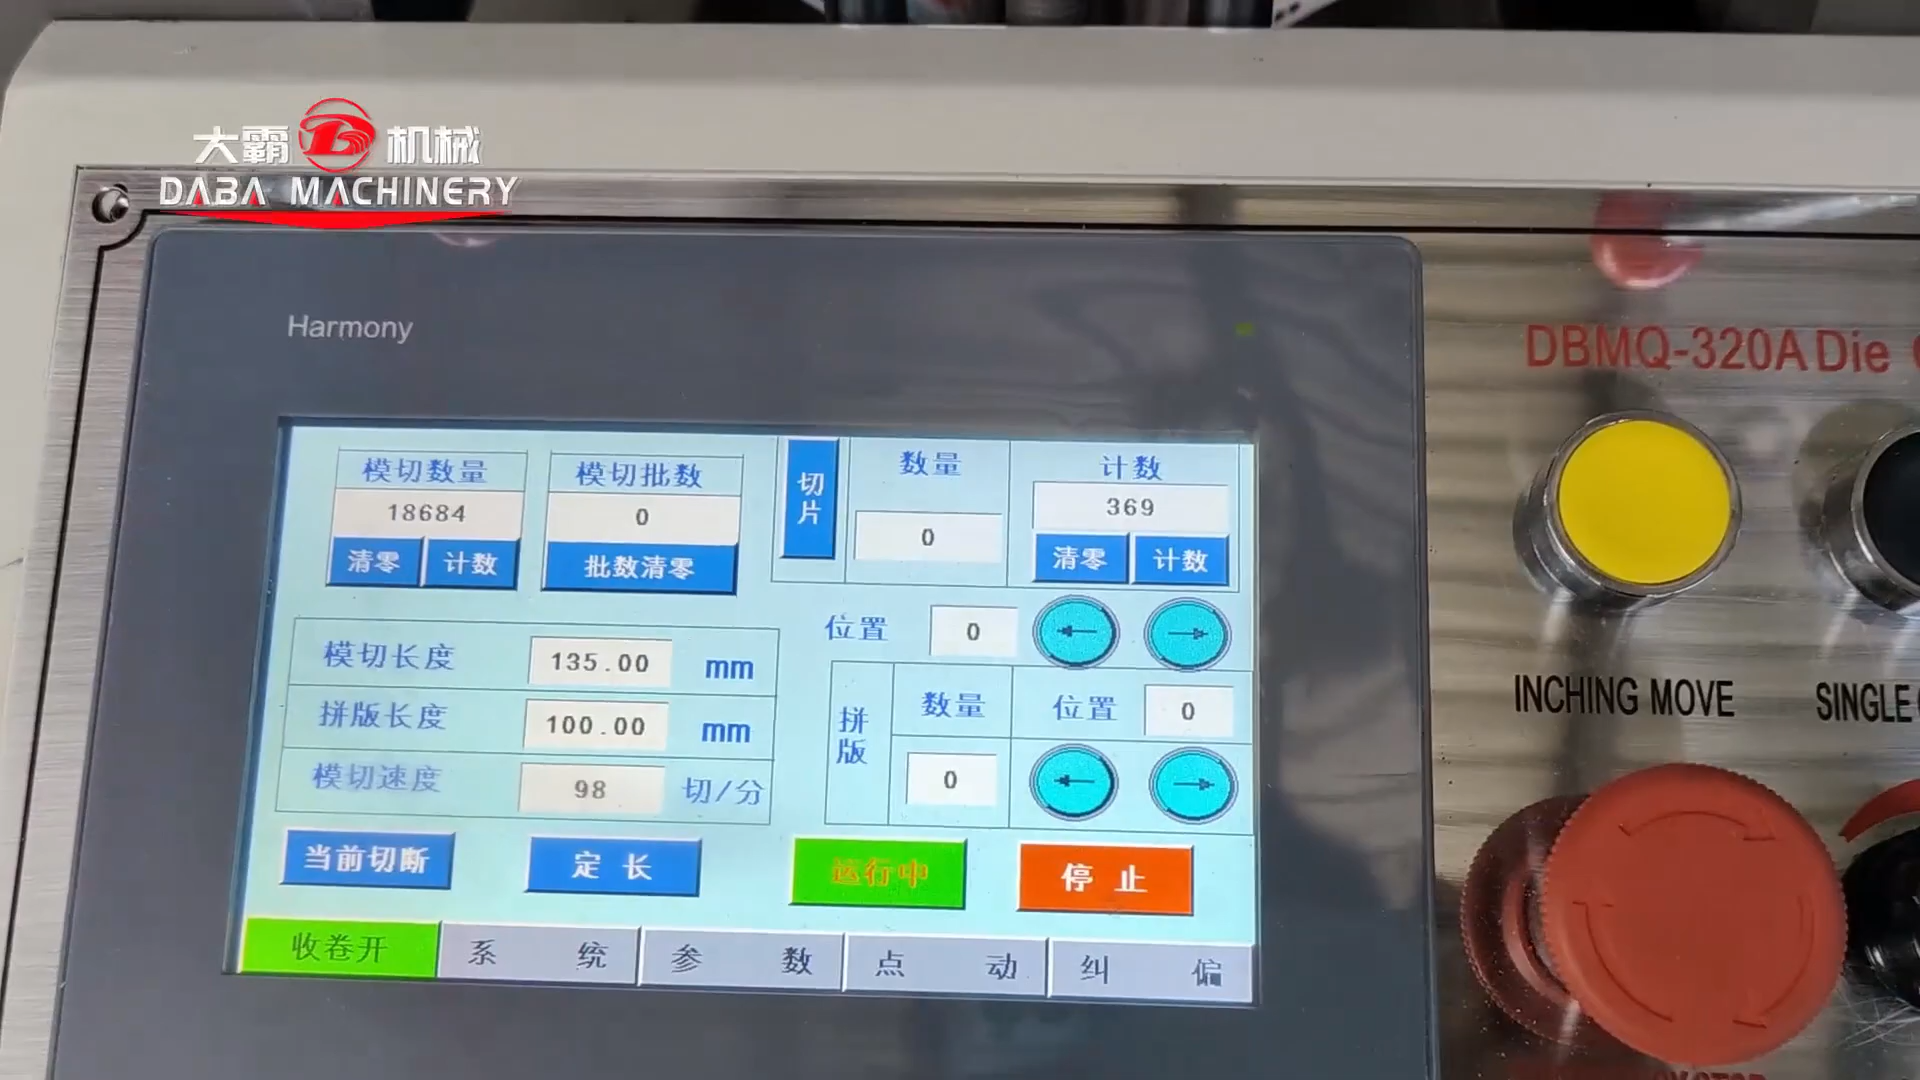 大霸 机械
DABA MACHINERY
Harmony
DBMQ-320A Die
模切数量
18684
清零 计数
模切批数
0
批数清零
切片
数量
0
计数
369
清零 计数
位置 0
模切长度 135.00 mm
拼版长度 100.00 mm
模切速度 98 切/分
拼版
数量
0
位置 0
当前切断 定长 运行中 停止
收卷开 系统 参数 点动 纠偏
INCHING MOVE
SINGLE